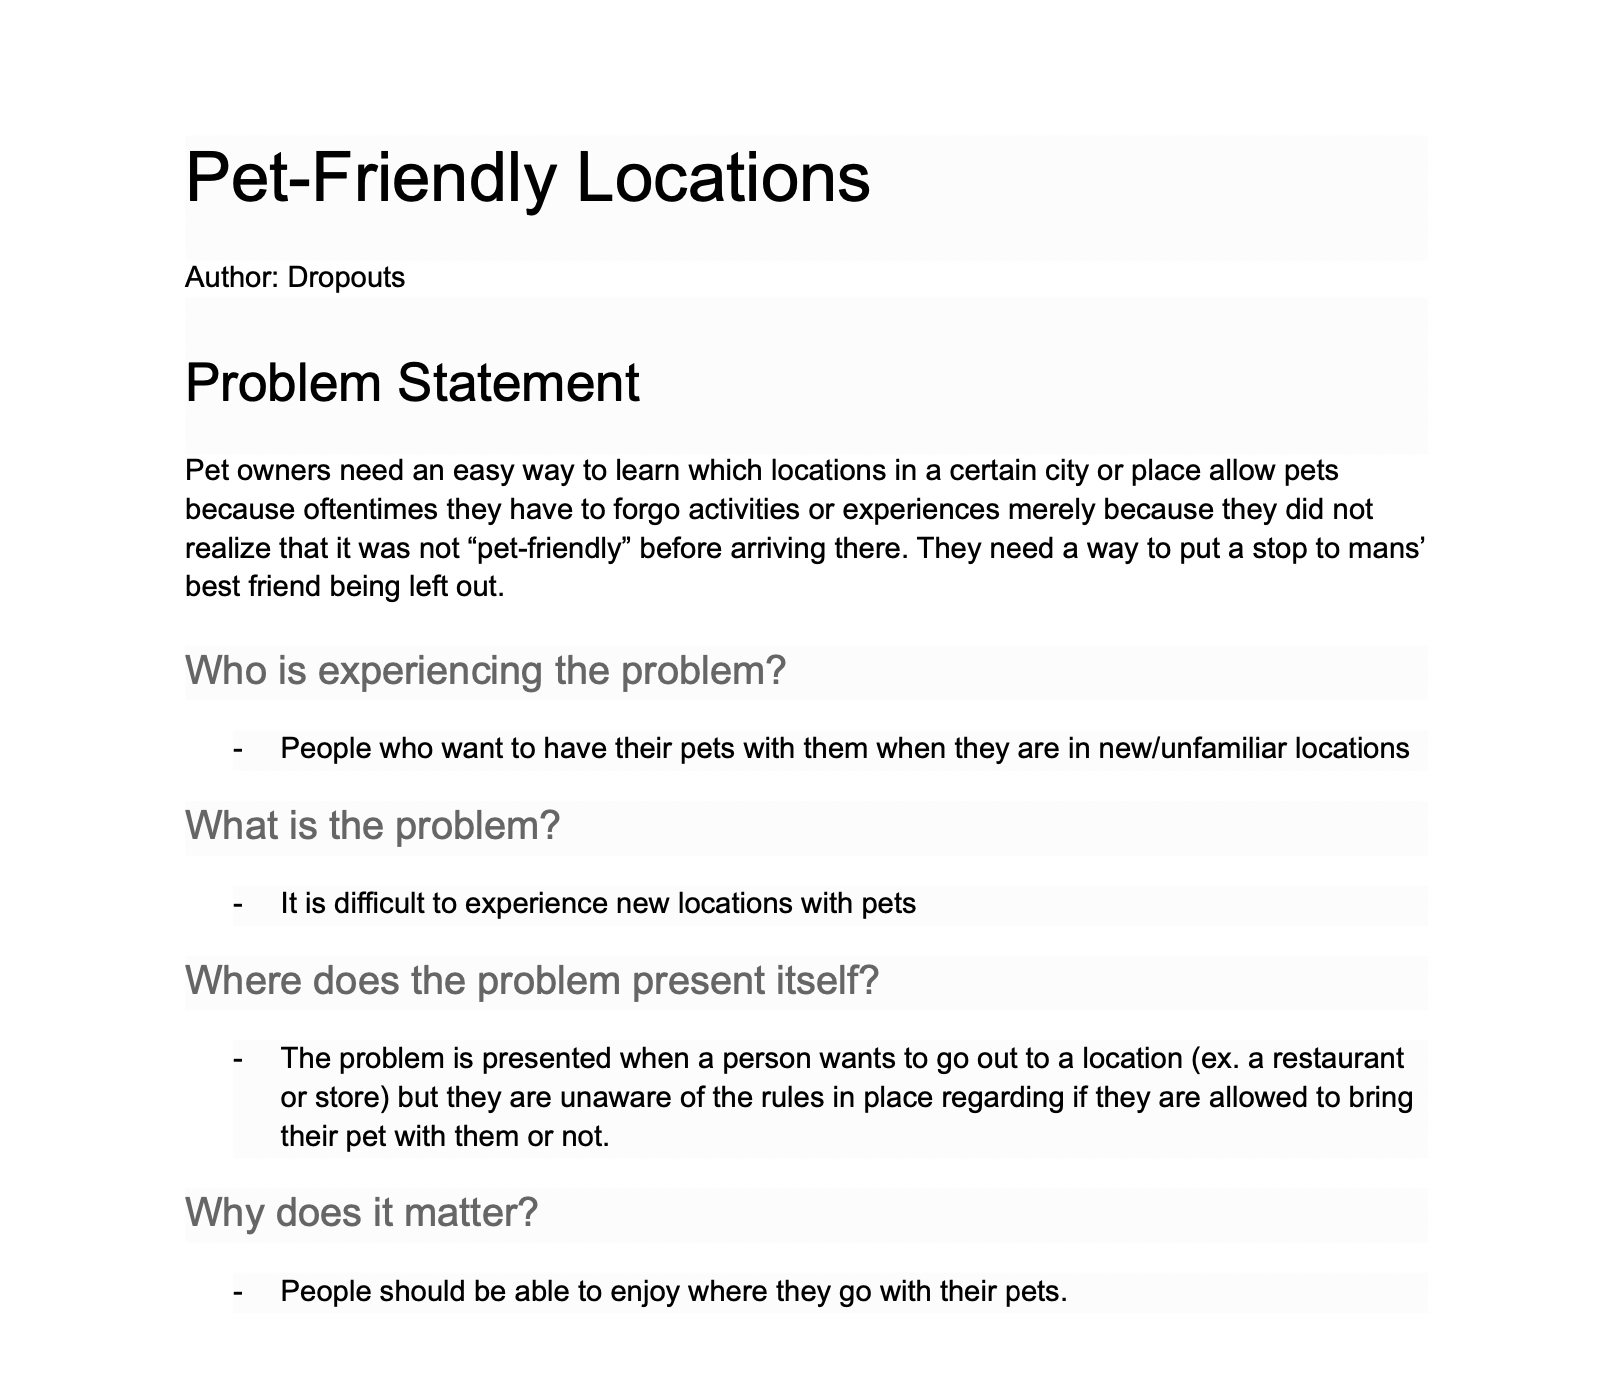 Pet-Friendly Locations
Author: Dropouts
Problem Statement
Pet owners need an easy way to learn which locations in a certain city or place allow pets
because oftentimes they have to forgo activities or experiences merely because they did not
realize that it was not “pet-friendly” before arriving there. They need a way to put a stop to mans’
best friend being left out.
Who is experiencing the problem?
- People who want to have their pets with them when they are in new/unfamiliar locations
What is the problem?
- It is difficult to experience new locations with pets
Where does the problem present itself?
- The problem is presented when a person wants to go out to a location (ex. a restaurant
or store) but they are unaware of the rules in place regarding if they are allowed to bring
their pet with them or not.
Why does it matter?
- People should be able to enjoy where they go with their pets.